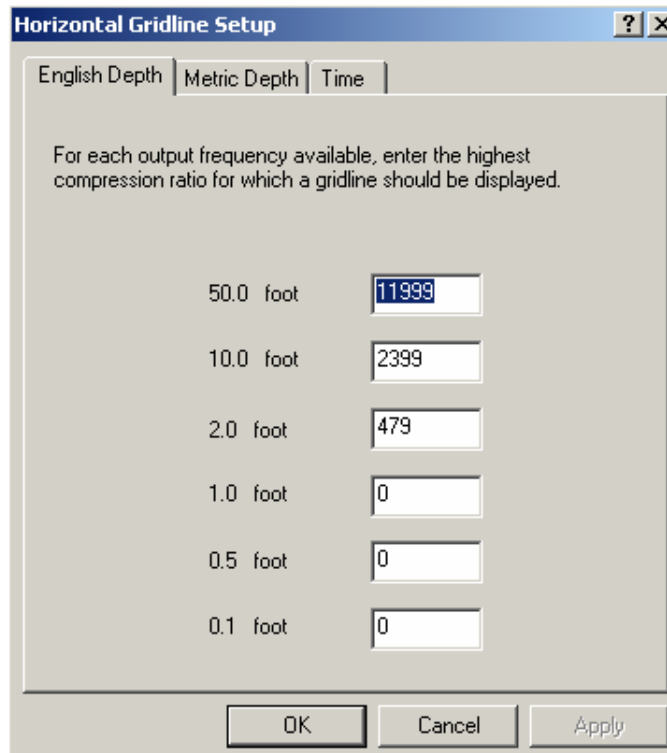 Horizontal Gridline Setup
English Depth Metric Depth Time
For each output frequency available, enter the highest
compression ratio for which a gridline should be displayed.
50.0 foot 11999
10.0 foot 2399
2.0 foot 479
1.0 foot 0
0.5 foot 0
0.1 foot 0
OK Cancel Apply